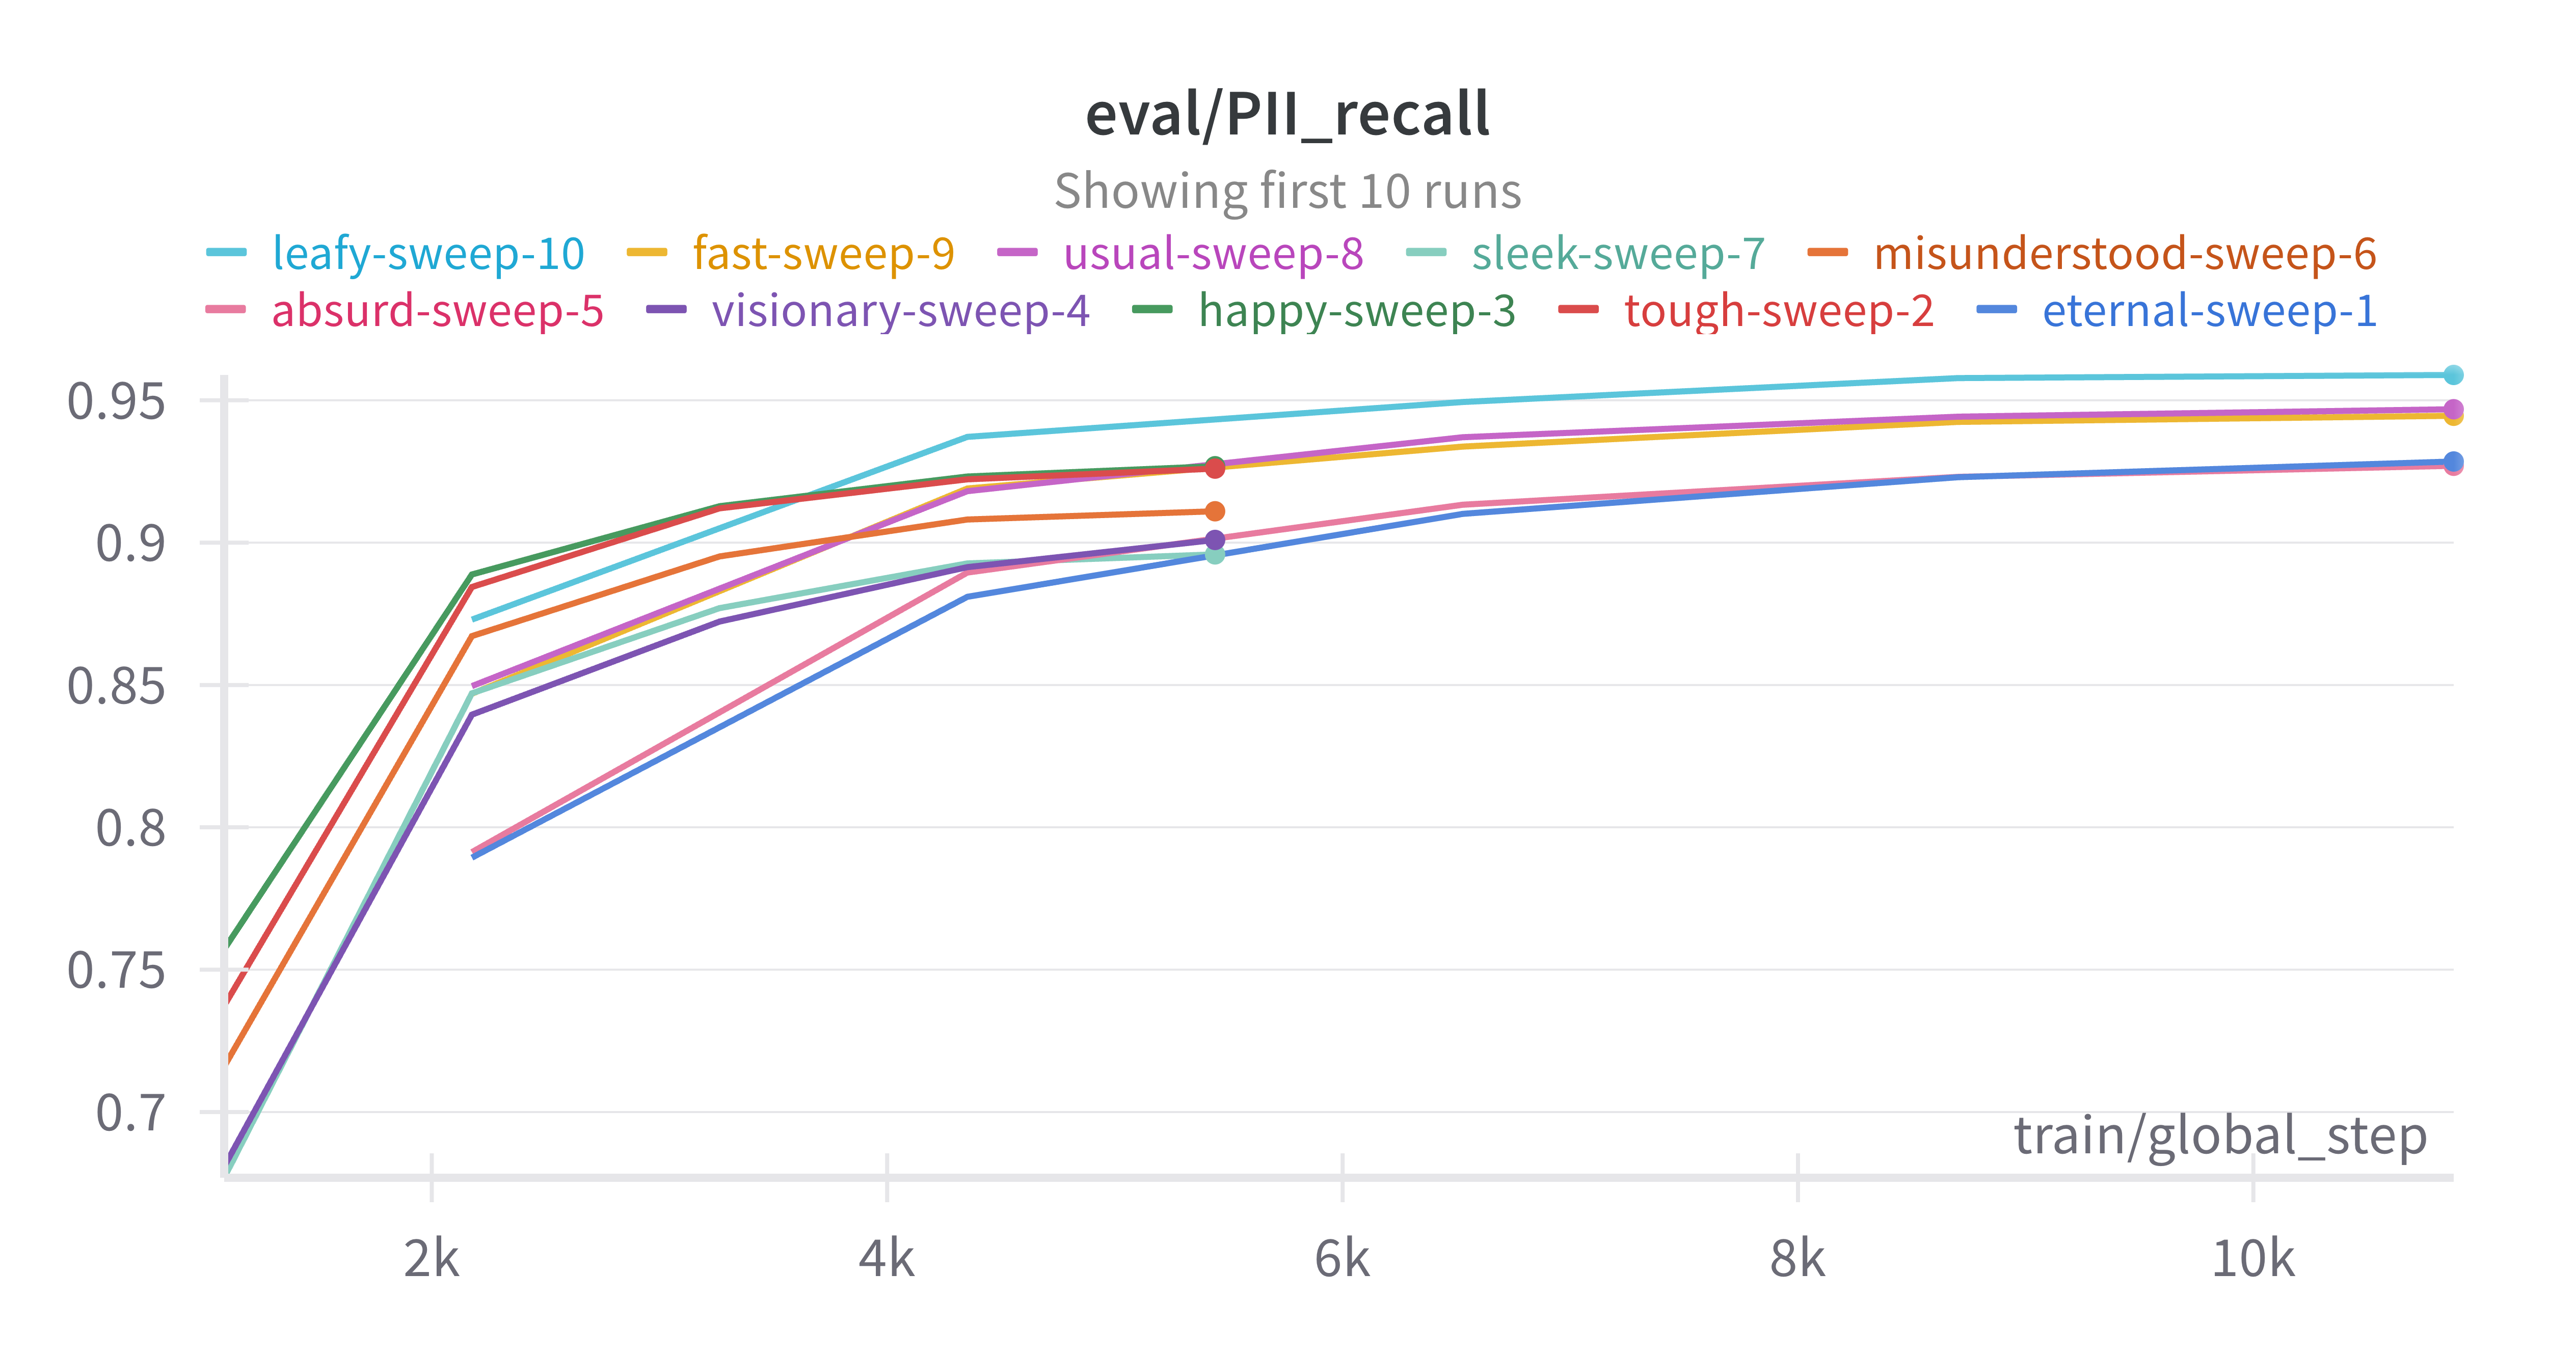 eval/PII_recall
Showing first 10 runs
leafy-sweep-10 fast-sweep-9 usual-sweep-8 sleek-sweep-7 misunderstood-sweep-6
absurd-sweep-5 visionary-sweep-4 happy-sweep-3 tough-sweep-2 eternal-sweep-1
0.95
0.9
0.85
0.8
0.75
0.7
train/global_step
2k 4k 6k 8k 10k